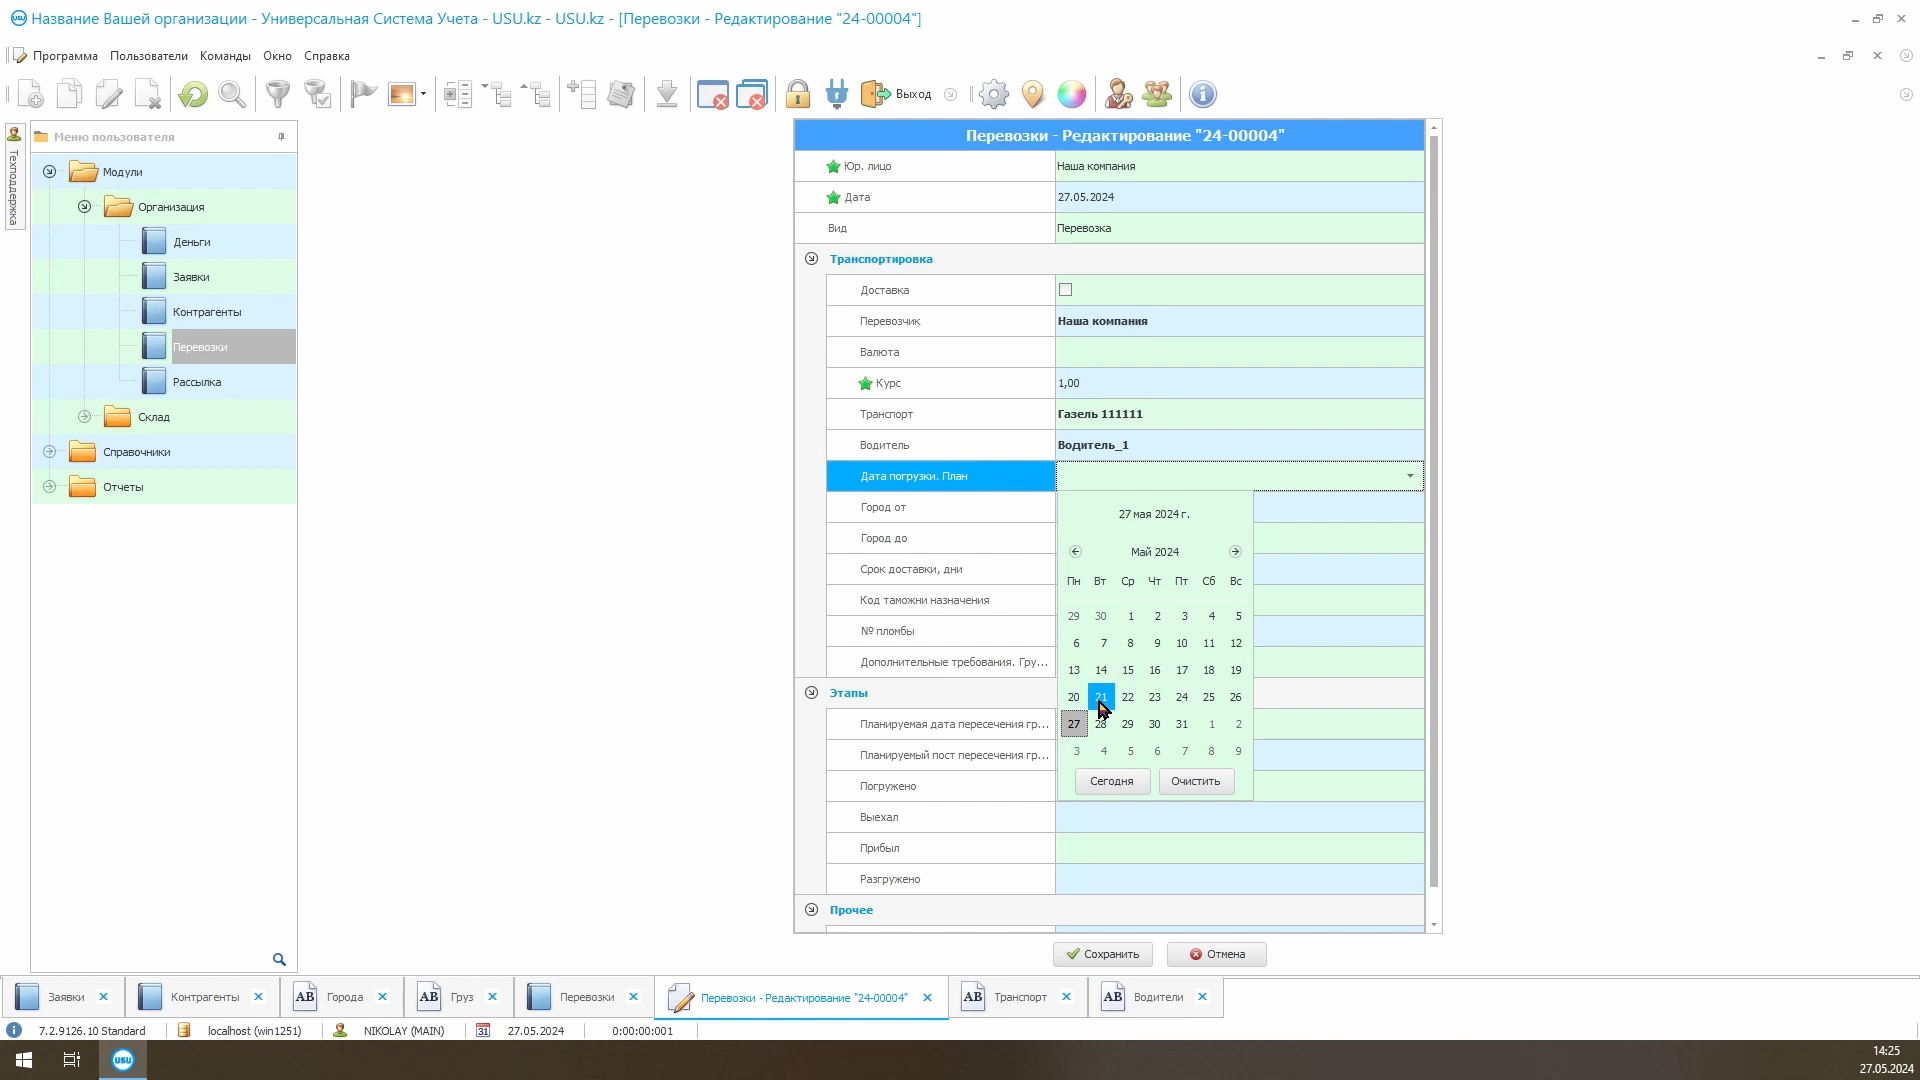 Название Вашей организации - Универсальная Система Учета - USU.kz - USU.kz - [Перевозки - Редактирование "24-00004"]
Программа Пользователи Команды Окно Справка
Выход
Техподдержка
Меню пользователя
Модули
Организация
Деньги
Заявки
Контрагенты
Перевозки
Рассылка
Склад
Справочники
Отчеты
Перевозки - Редактирование "24-00004"
Юр. лицо Наша компания
Дата 27.05.2024
Вид Перевозка
Транспортировка
Доставка
Перевозчик Наша компания
Валюта
Курс 1,00
Транспорт Газель 111111
Водитель Водитель_1
Дата погрузки. План
Город от
Город до
Срок доставки, дни
Код таможни назначения
№ пломбы
Дополнительные требования. Гру...
Этапы
Планируемая дата пересечения гр...
Планируемый пост пересечения гр...
Погружено
Выехал
Прибыл
Разгружено
Прочее
27 мая 2024 г.
Май 2024
Пн Вт Ср Чт Пт Сб Вс
29 30 1 2 3 4 5
6 7 8 9 10 11 12
13 14 15 16 17 18 19
20 21 22 23 24 25 26
27 28 29 30 31 1 2
3 4 5 6 7 8 9
Сегодня Очистить
Сохранить Отмена
Заявки Контрагенты AB Города AB Груз Перевозки Перевозки - Редактирование "24-00004" AB Транспорт AB Водители
7.2.9126.10 Standard localhost (win1251) NIKOLAY (MAIN) 31 27.05.2024 0:00:00:001
USU
14:25
27.05.2024